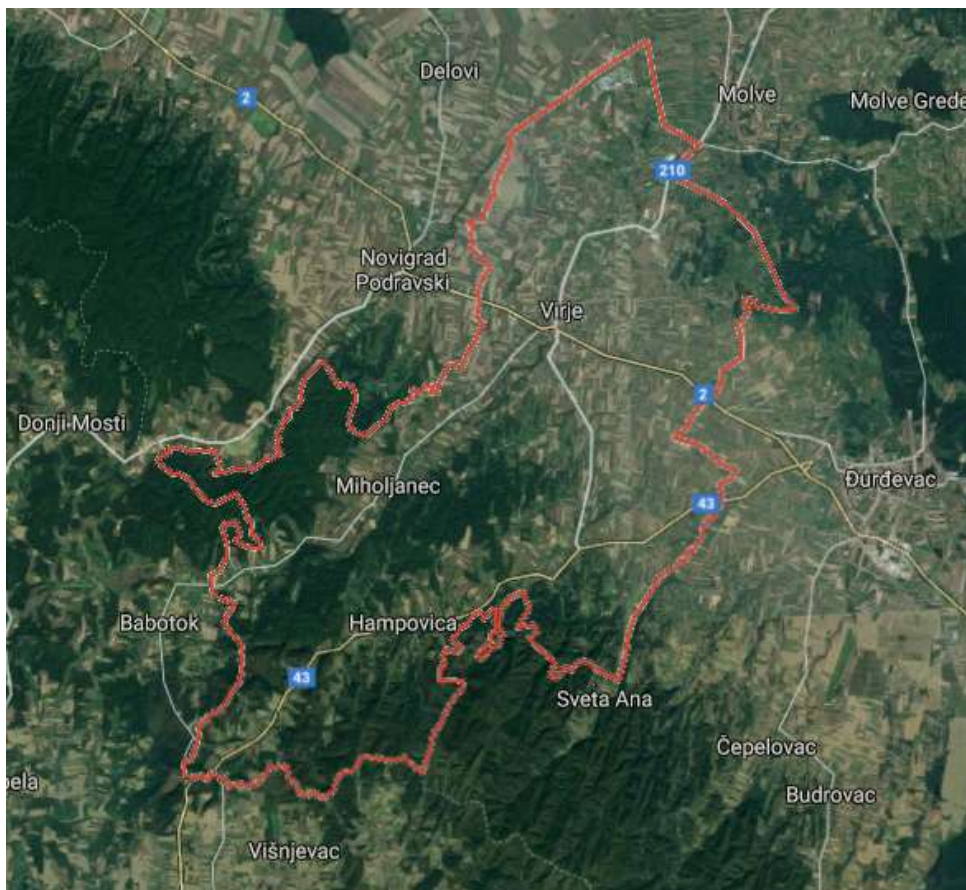 Delovi
2
Molve
Molve Grede
210
Novigrad
Podravski
Virje
2
Donji Mosti
Miholjanec
Đurđevac
43
Babotok
Hampovica
43
Sveta Ana
Čepelovac
pela
Budrovac
Višnjevac